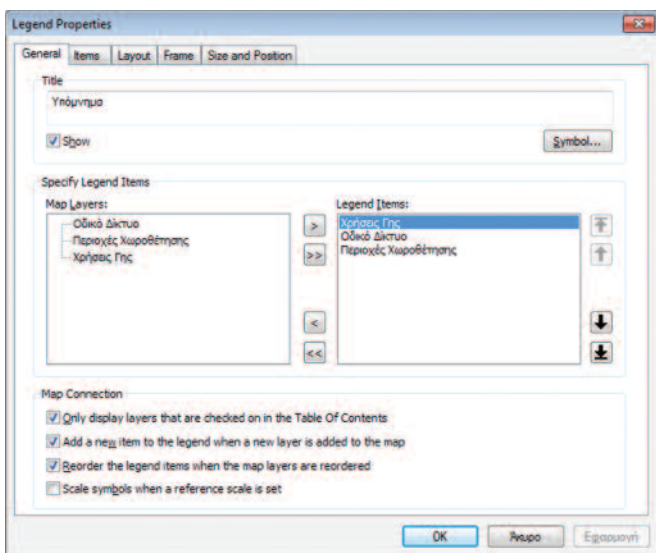 Legend Properties
General Items Layout Frame Size and Position
Title
Υπόμνημα
Show
Symbol...
Specify Legend Items
Map Layers:
Legend Items:
Οδικό Δίκτυο
Περιοχές Χωροθέτησης
Χρήσεις Γης
>
>>
<
<<
Χρήσεις Γης
Οδικό Δίκτυο
Περιοχές Χωροθέτησης
Map Connection
Only display layers that are checked on in the Table Of Contents
Add a new item to the legend when a new layer is added to the map
Reorder the legend items when the map layers are reordered
Scale symbols when a reference scale is set
OK Άκυρο Εφαρμογή